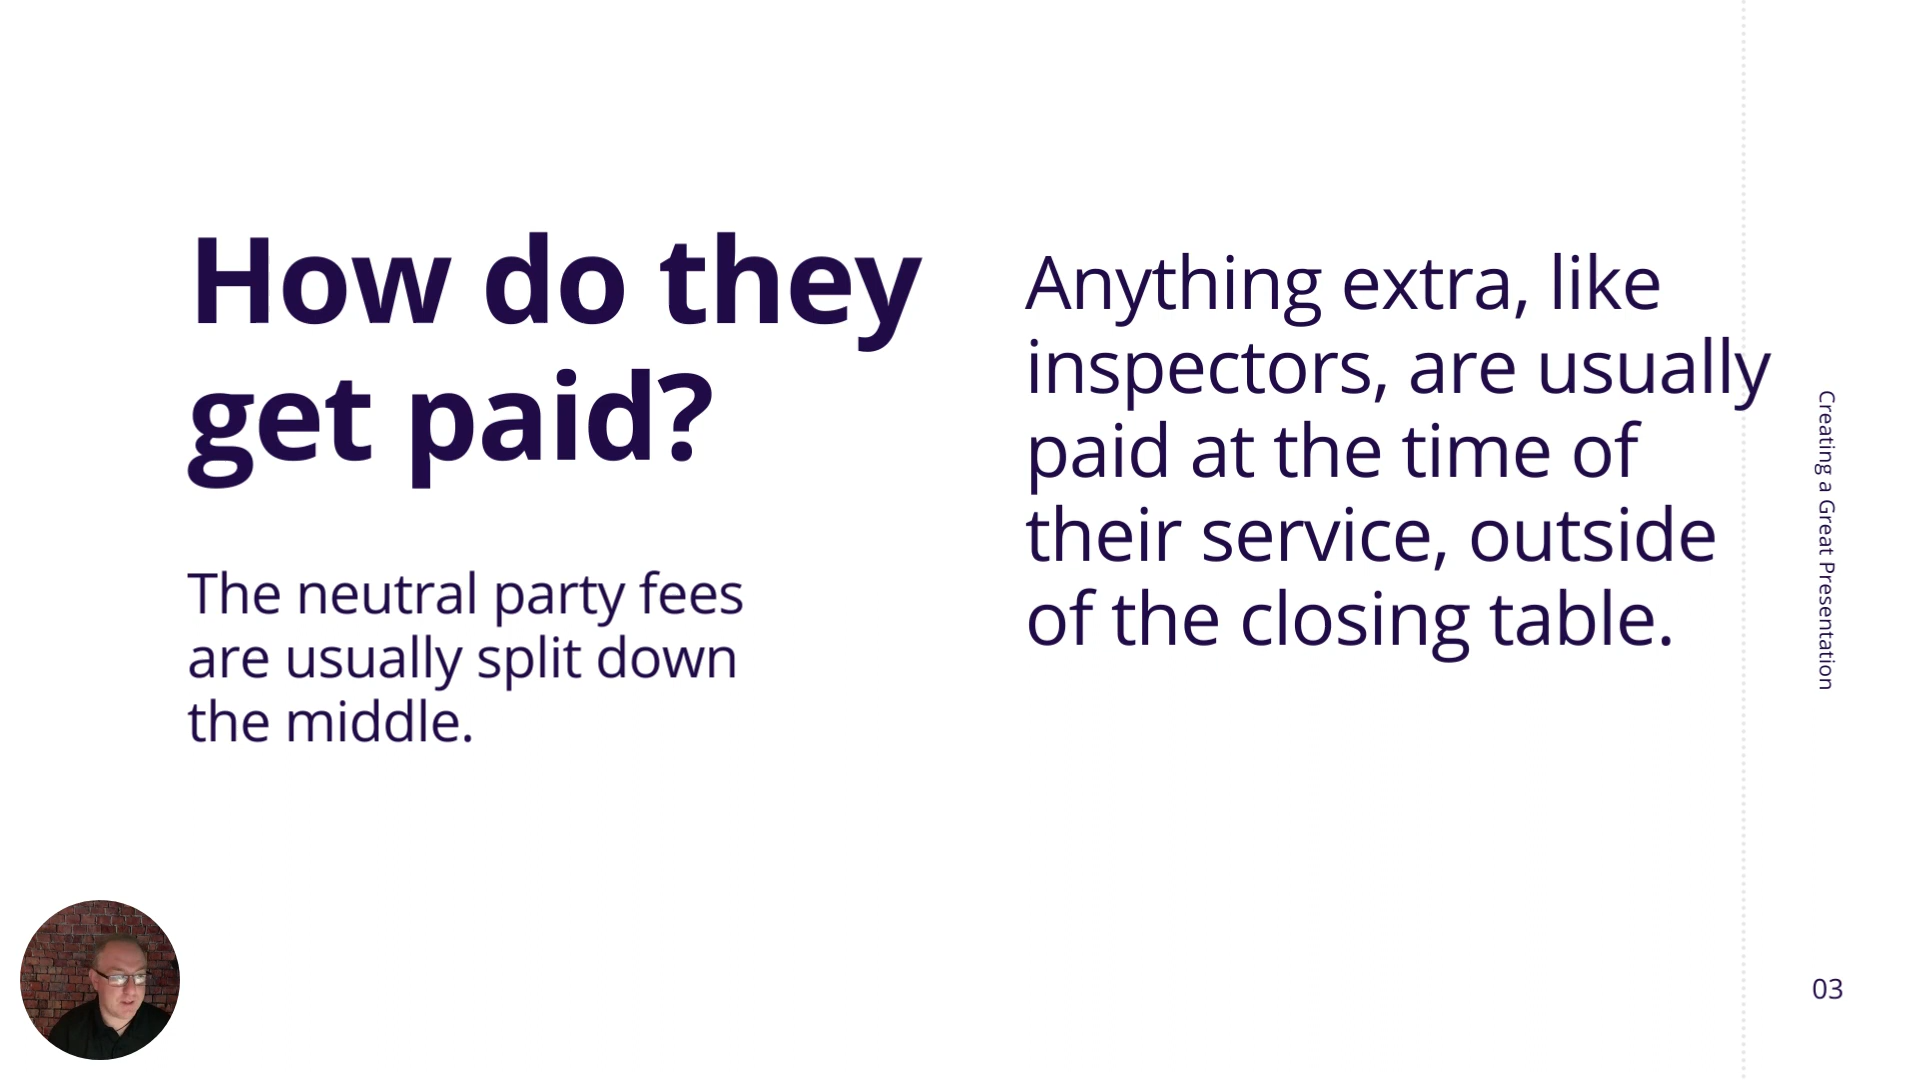 How do they
get paid?
The neutral party fees
are usually split down
the middle.
Anything extra, like
inspectors, are usually
paid at the time of
their service, outside
of the closing table.
Creating a Great Presentation
03